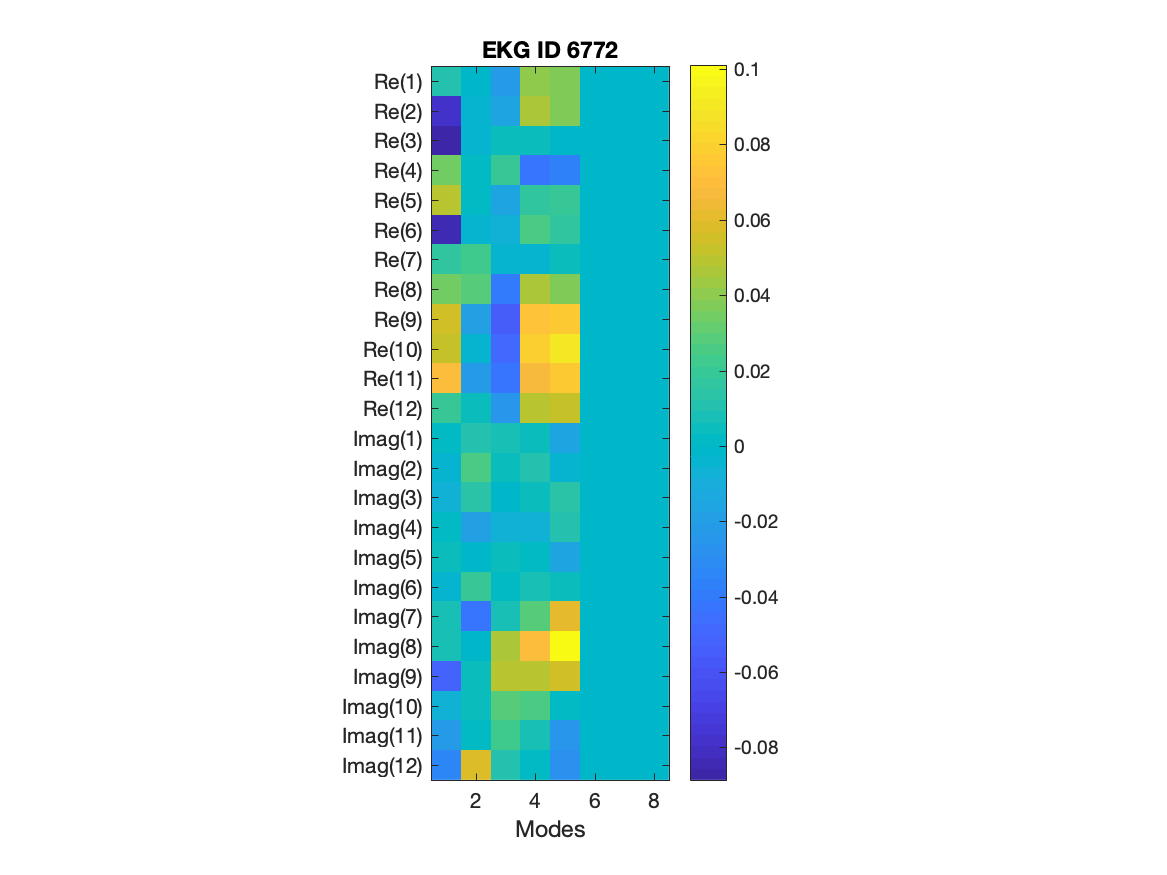 EKG ID 6772
Re(1)
Re(2)
Re(3)
Re(4)
Re(5)
Re(6)
Re(7)
Re(8)
Re(9)
Re(10)
Re(11)
Re(12)
Imag(1)
Imag(2)
Imag(3)
Imag(4)
Imag(5)
Imag(6)
Imag(7)
Imag(8)
Imag(9)
Imag(10)
Imag(11)
Imag(12)
2 4 6 8
Modes
0.1
0.08
0.06
0.04
0.02
0
-0.02
-0.04
-0.06
-0.08